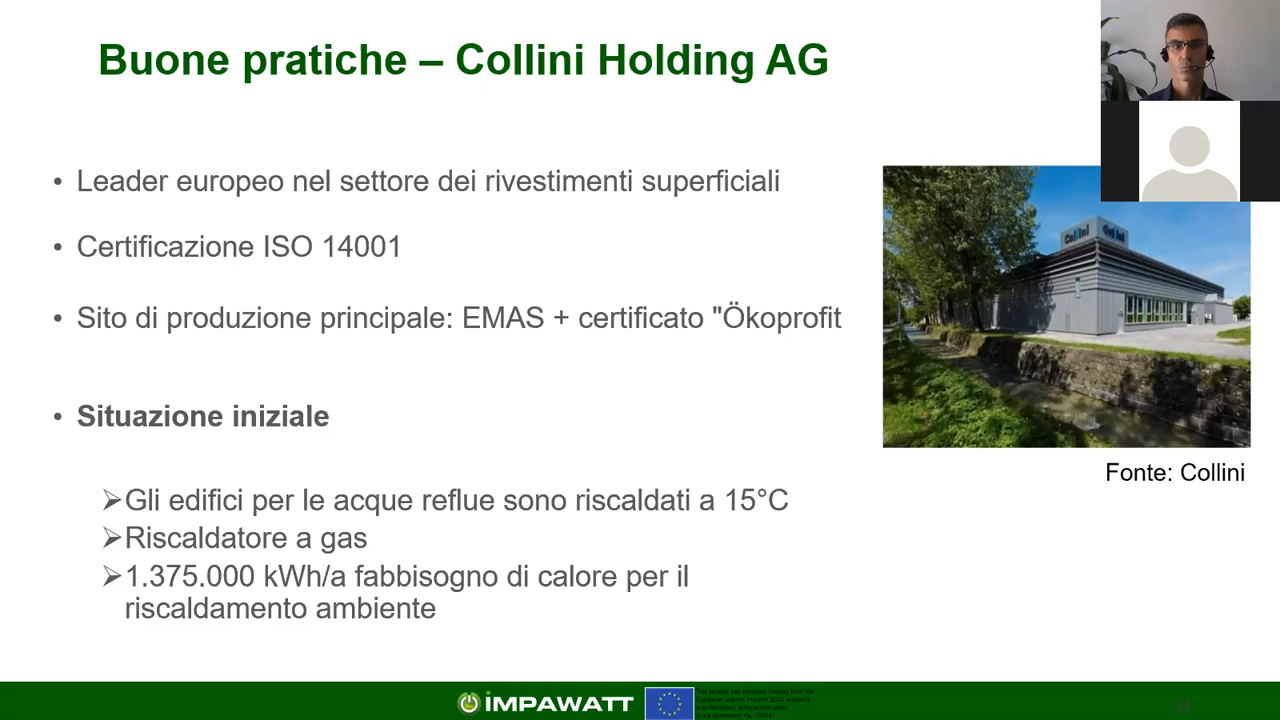 Buone pratiche – Collini Holding AG
• Leader europeo nel settore dei rivestimenti superficiali
• Certificazione ISO 14001
• Sito di produzione principale: EMAS + certificato "Ökoprofit
• Situazione iniziale
➢Gli edifici per le acque reflue sono riscaldati a 15°C
➢Riscaldatore a gas
➢1.375.000 kWh/a fabbisogno di calore per il
riscaldamento ambiente
Collini Collini
Fonte: Collini
iMPAWATT